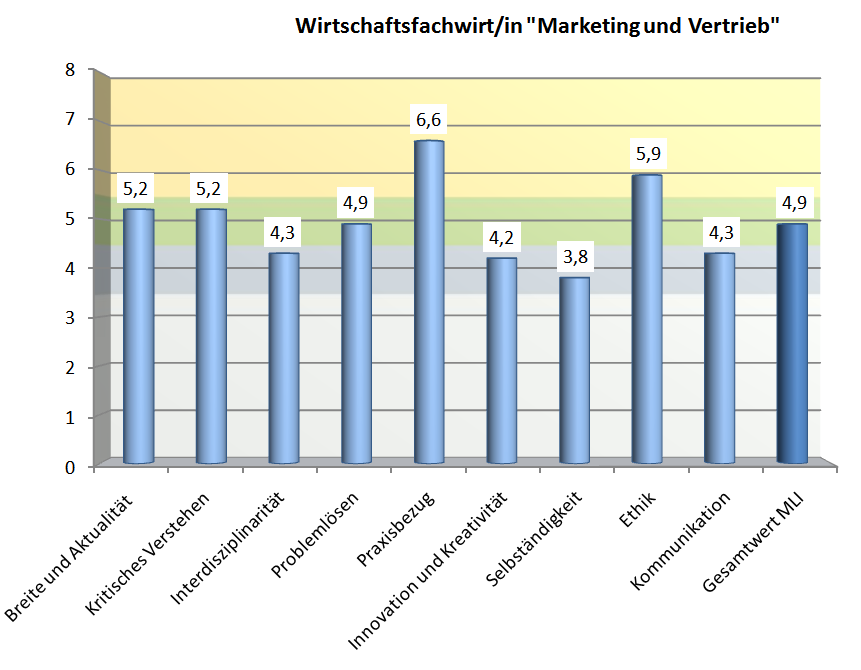 Wirtschaftsfachwirt/in "Marketing und Vertrieb"
8
7
6
5
4
3
2
1
0
5,2
5,2
4,3
4,9
6,6
4,2
3,8
5,9
4,3
4,9
Breite und Aktualität
Kritisches Verstehen
Interdisziplinarität
Problemlösen
Praxisbezug
Innovation und Kreativität
Selbständigkeit
Ethik
Kommunikation
Gesamtwert MLI